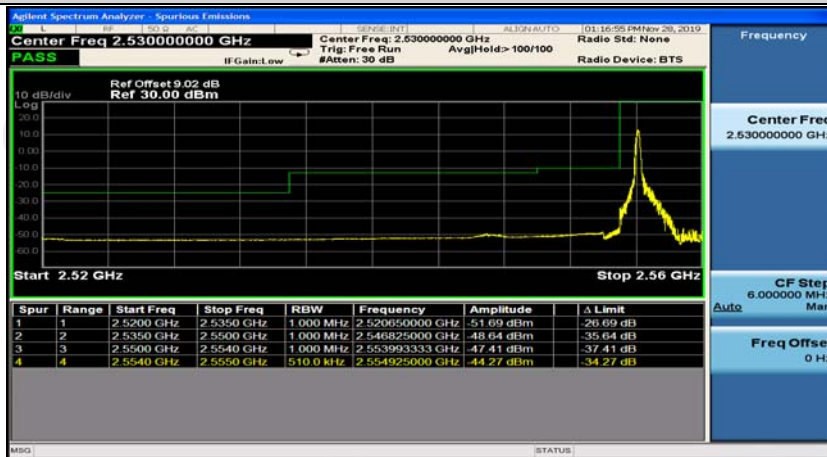 Agilent Spectrum Analyzer - Spurious Emissions
L RF 50 Ω AC SENSE:INT ALIGN AUTO 01:16:55 PM Nov 28, 2019
Center Freq 2.530000000 GHz
Center Freq: 2.530000000 GHz
Radio Std: None
Trig: Free Run Avg|Hold:> 100/100
PASS IFGain:Low #Atten: 30 dB Radio Device: BTS
Ref Offset 9.02 dB
10 dB/div Ref 30.00 dBm
Log
20.0
10.0
0.00
-10.0
-20.0
-30.0
-40.0
-50.0
-60.0
Start 2.52 GHz Stop 2.56 GHz
Spur Range Start Freq Stop Freq RBW Frequency Amplitude Δ Limit
1 1 2.5200 GHz 2.5350 GHz 1.000 MHz 2.520650000 GHz -51.69 dBm -26.69 dB
2 2 2.5350 GHz 2.5500 GHz 1.000 MHz 2.546825000 GHz -48.64 dBm -35.64 dB
3 3 2.5500 GHz 2.5540 GHz 1.000 MHz 2.553993333 GHz -47.41 dBm -37.41 dB
4 4 2.5540 GHz 2.5550 GHz 510.0 kHz 2.554925000 GHz -44.27 dBm -34.27 dB
MSG STATUS
Frequency
Center Freq
2.530000000 GHz
CF Step
6.000000 MHz
Auto Man
Freq Offset
0 Hz